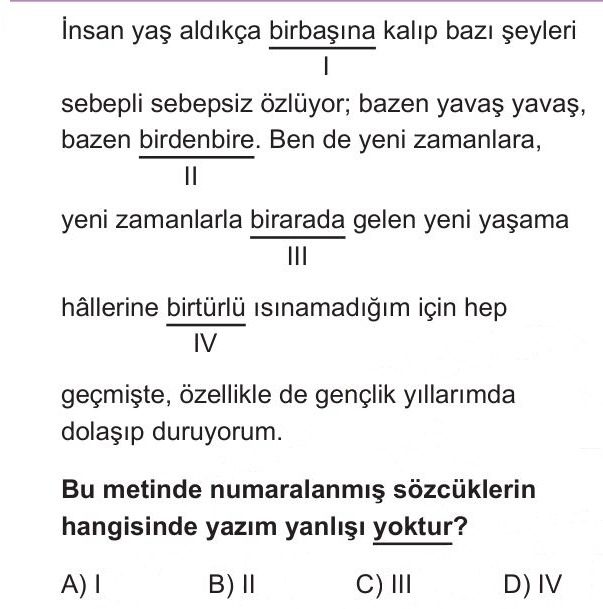 İnsan yaş aldıkça birbaşına kalıp bazı şeyleri
I
sebepli sebepsiz özlüyor; bazen yavaş yavaş,
bazen birdenbire. Ben de yeni zamanlara,
II
yeni zamanlarla birarada gelen yeni yaşama
III
hâllerine birtürlü ısınamadığım için hep
IV
geçmişte, özellikle de gençlik yıllarımda
dolaşıp duruyorum.
Bu metinde numaralanmış sözcüklerin
hangisinde yazım yanlışı yoktur?
A) I B) II C) III D) IV